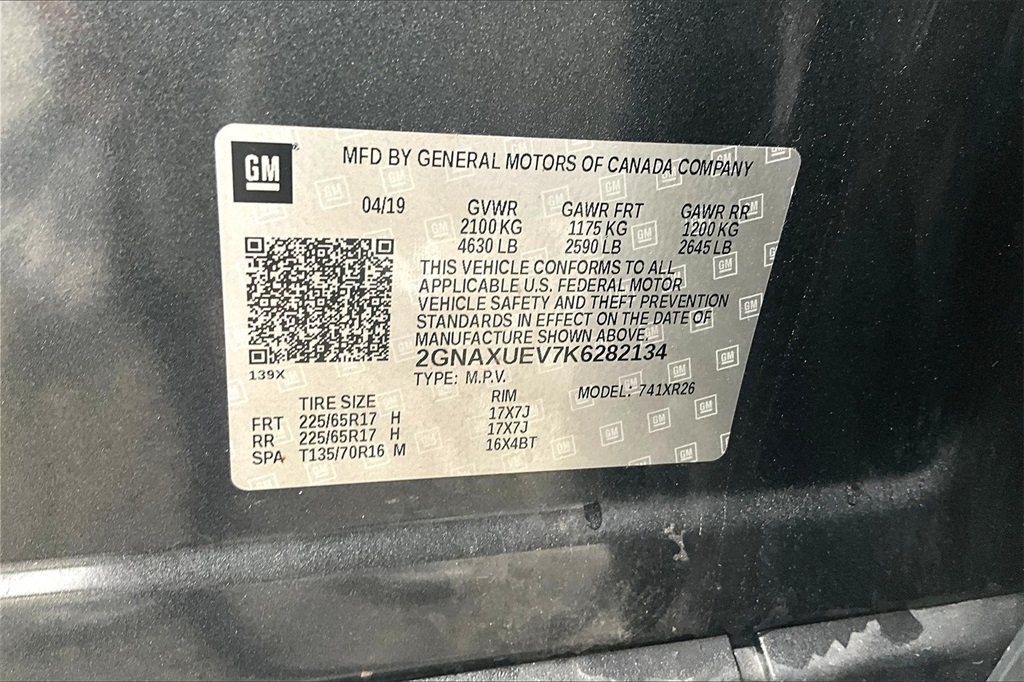 GM
MFD BY GENERAL MOTORS OF CANADA COMPANY
04/19 GVWR GAWR FRT GAWR RR
2100 KG 1175 KG 1200 KG
4630 LB 2590 LB 2645 LB
THIS VEHICLE CONFORMS TO ALL
APPLICABLE U.S. FEDERAL MOTOR
VEHICLE SAFETY AND THEFT PREVENTION
STANDARDS IN EFFECT ON THE DATE OF
MANUFACTURE SHOWN ABOVE.
2GNAXUEV7K6282134
139X
TYPE: M.P.V. MODEL: 741XR26
TIRE SIZE RIM
FRT 225/65R17 H 17X7J
RR 225/65R17 H 17X7J
SPA T135/70R16 M 16X4BT